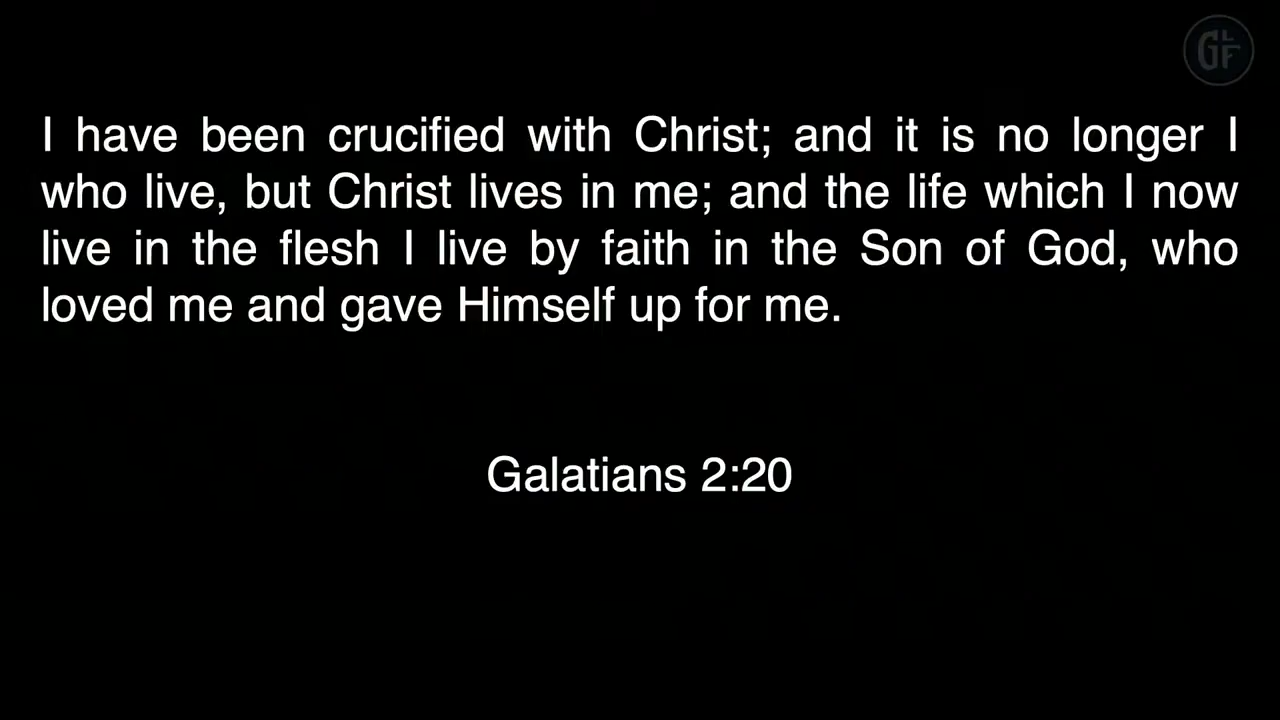 GLF
I have been crucified with Christ; and it is no longer I
who live, but Christ lives in me; and the life which I now
live in the flesh I live by faith in the Son of God, who
loved me and gave Himself up for me.
Galatians 2:20